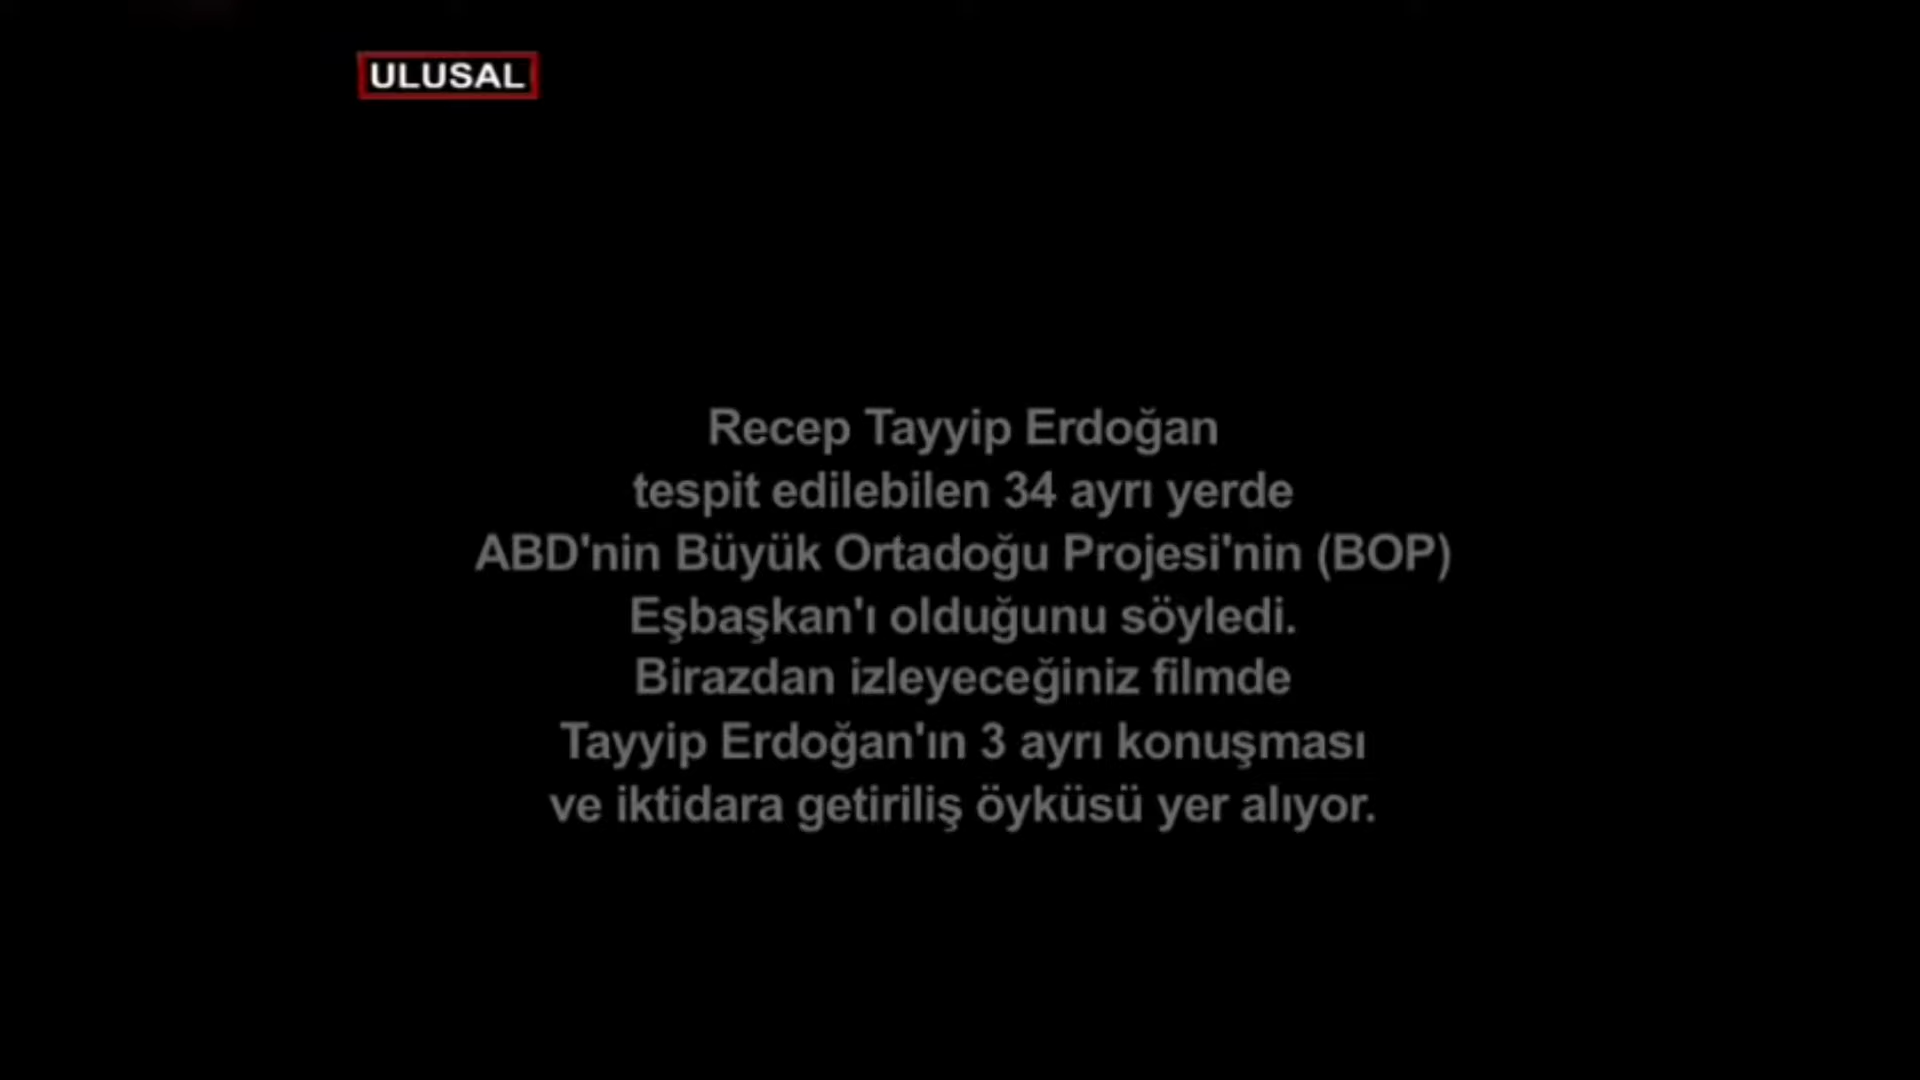 ULUSAL
Recep Tayyip Erdoğan
tespit edilebilen 34 ayrı yerde
ABD'nin Büyük Ortadoğu Projesi'nin (BOP)
Eşbaşkan'ı olduğunu söyledi.
Birazdan izleyeceğiniz filmde
Tayyip Erdoğan'ın 3 ayrı konuşması
ve iktidara getiriliş öyküsü yer alıyor.